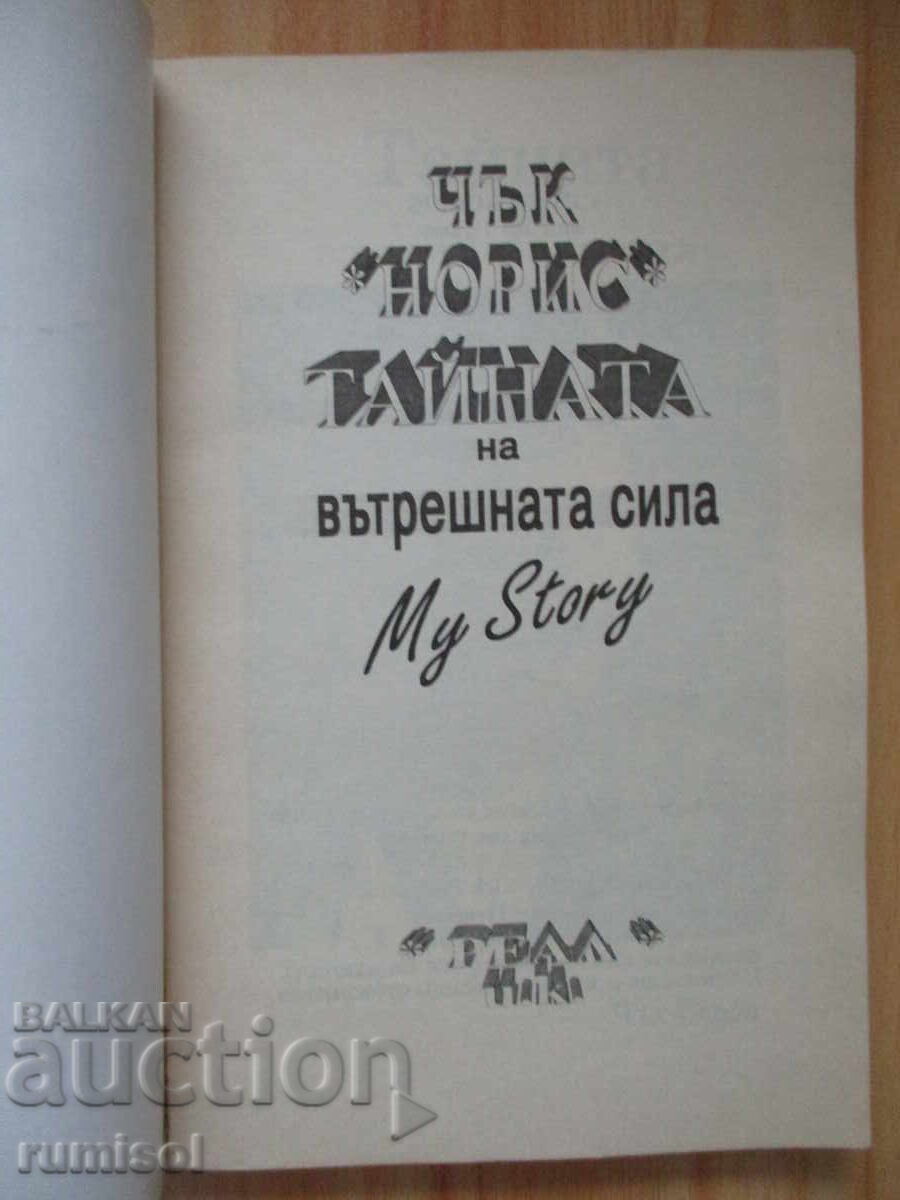 ЧЪК
"НОРИС"
ТАЙНАТА
на
вътрешната сила
My Story
BALKAN
auction
rumisol